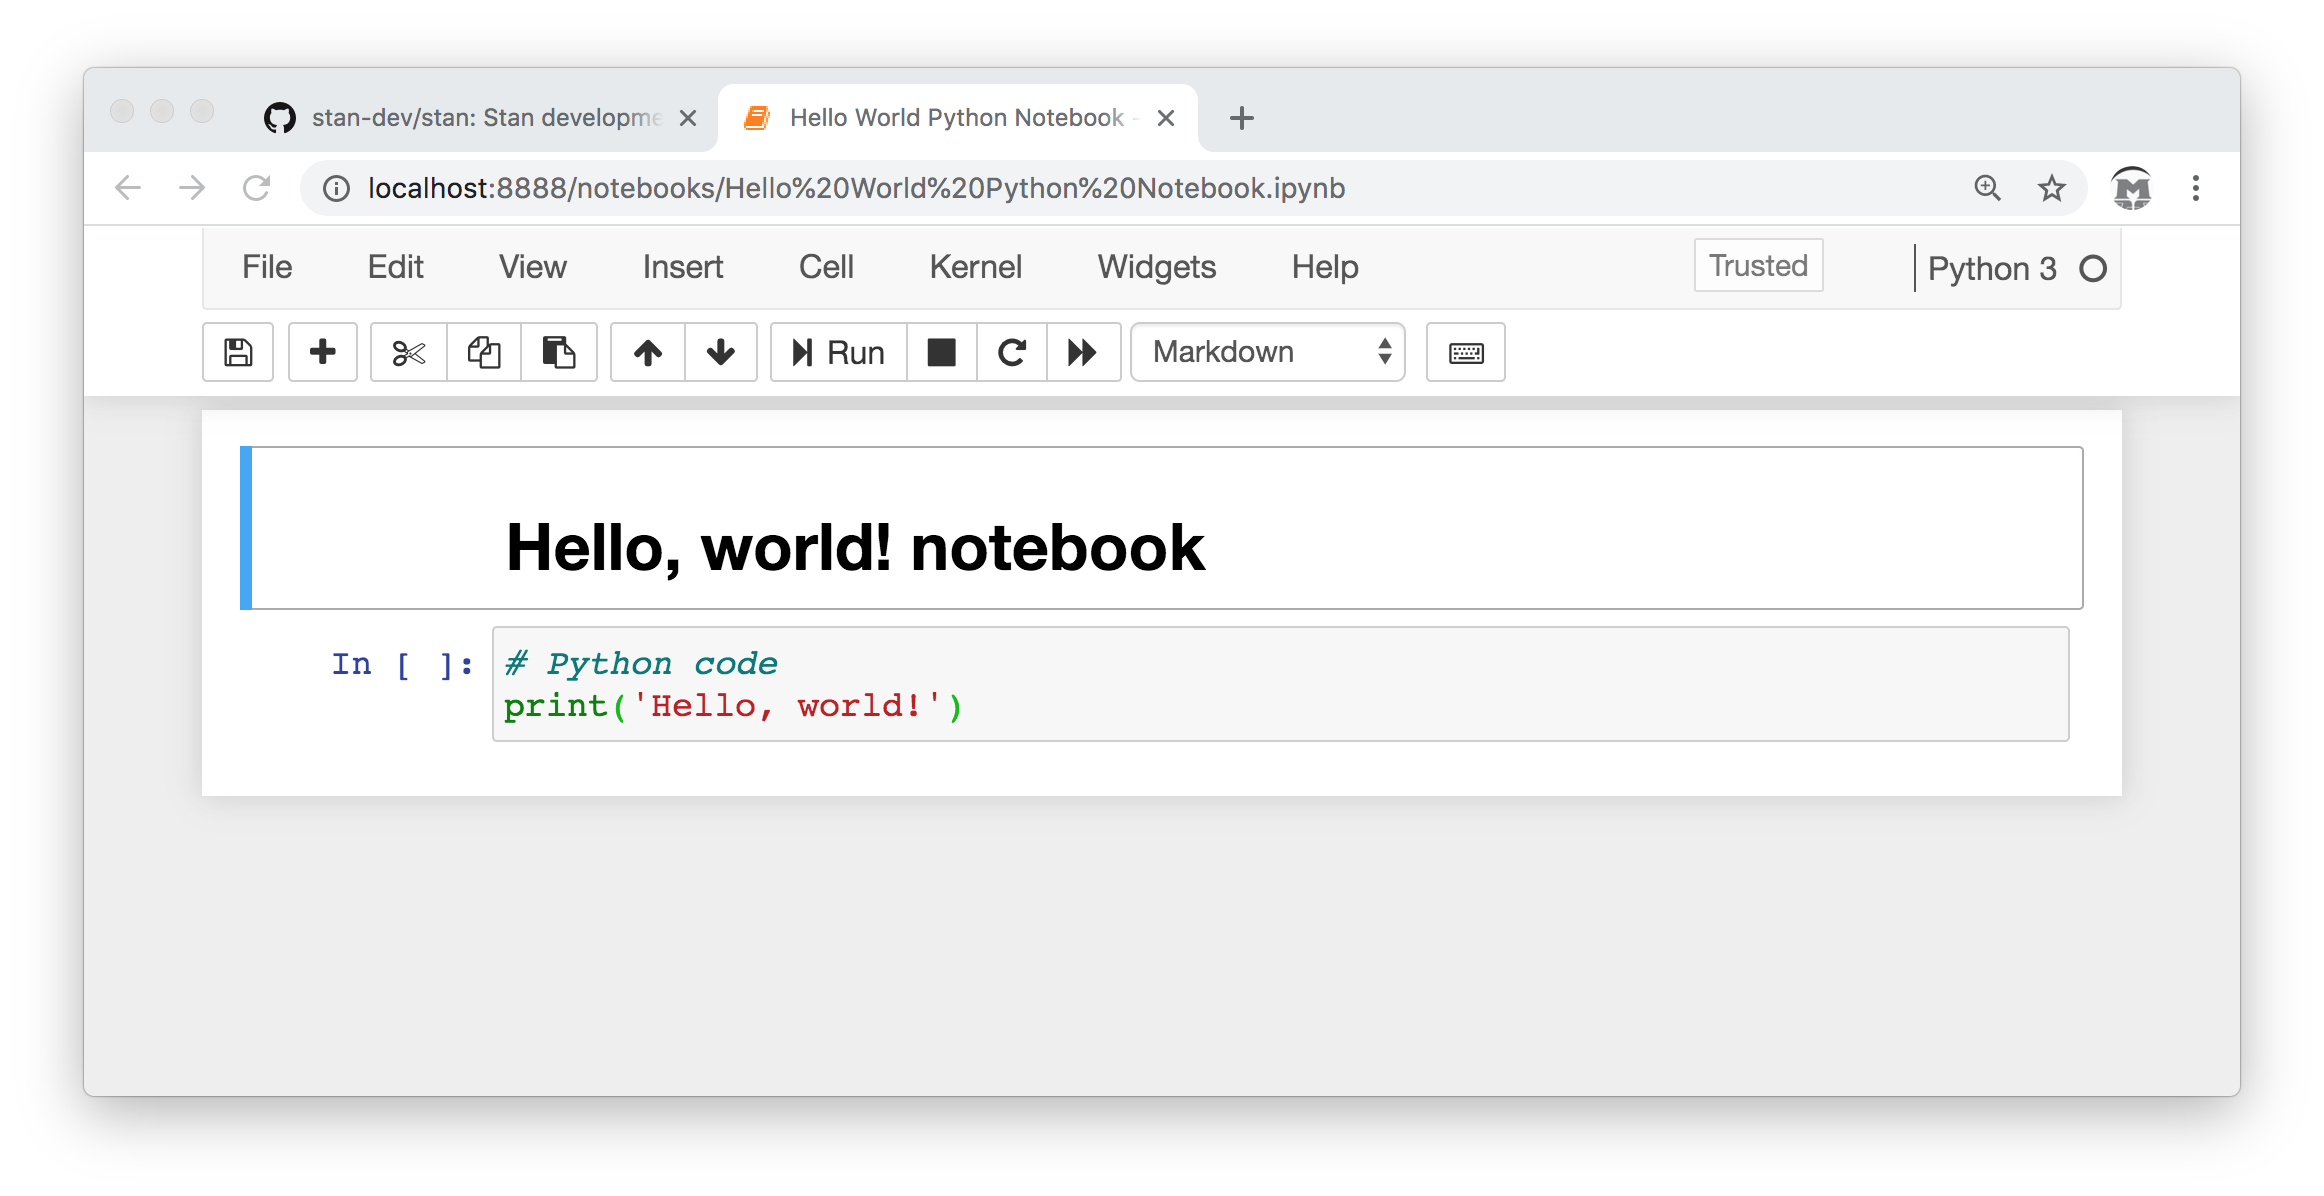 stan-dev/stan: Stan developme
Hello World Python Notebook -
localhost:8888/notebooks/Hello%20World%20Python%20Notebook.ipynb
File Edit View Insert Cell Kernel Widgets Help Trusted Python 3
Run Markdown
Hello, world! notebook
In [ ]: # Python code
print('Hello, world!')